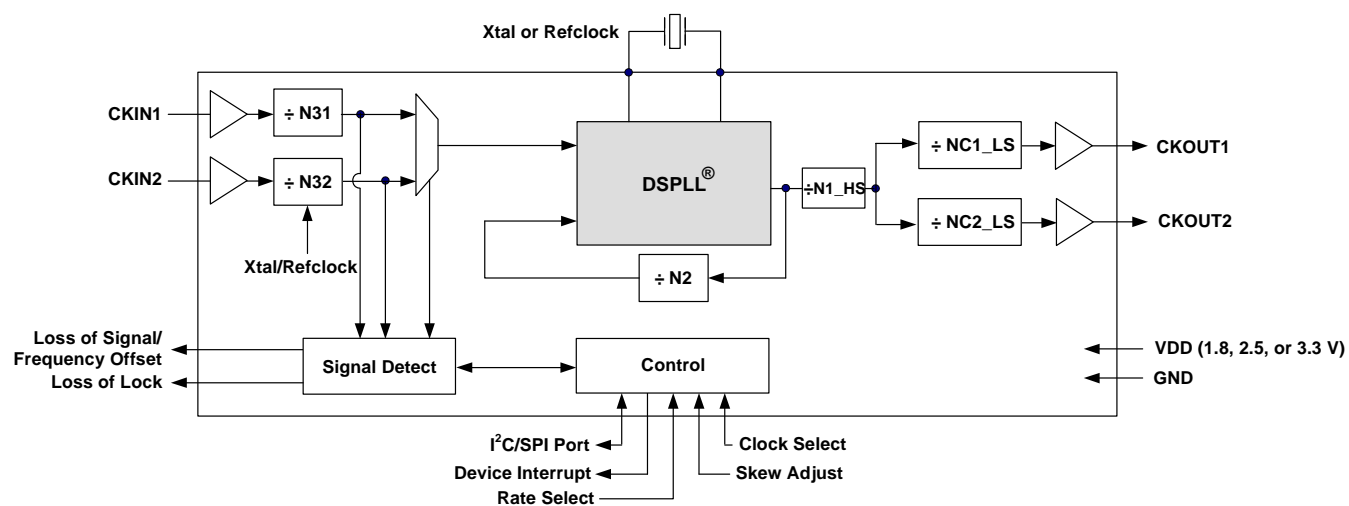 Xtal or Refclock
CKIN1
÷ N31
CKIN2
÷ N32
Xtal/Refclock
DSPLL®
÷N1_HS
÷ NC1_LS
CKOUT1
÷ NC2_LS
CKOUT2
÷ N2
Loss of Signal/
Frequency Offset
Loss of Lock
Signal Detect
Control
VDD (1.8, 2.5, or 3.3 V)
GND
I²C/SPI Port
Device Interrupt
Rate Select
Clock Select
Skew Adjust